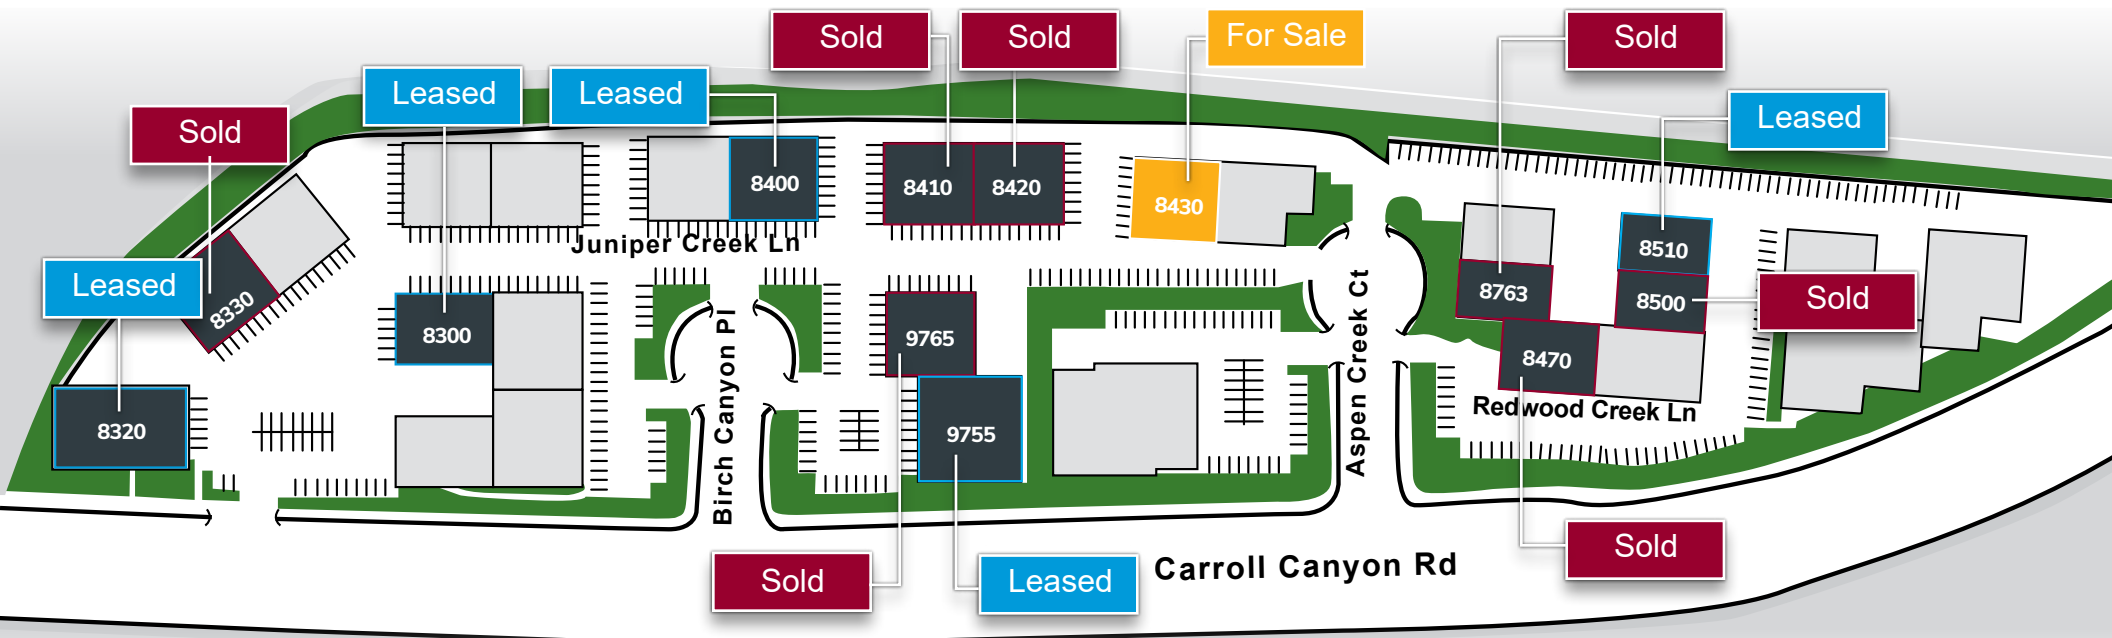 Sold
Sold
For Sale
Sold
Leased
Leased
Leased
Sold
8400
8410
8420
8430
Juniper Creek Ln
8510
8763
8500
Sold
Leased
8330
8300
9765
8470
Birch Canyon Pl
Aspen Creek Ct
Redwood Creek Ln
8320
9755
Sold
Leased
Carroll Canyon Rd
Sold